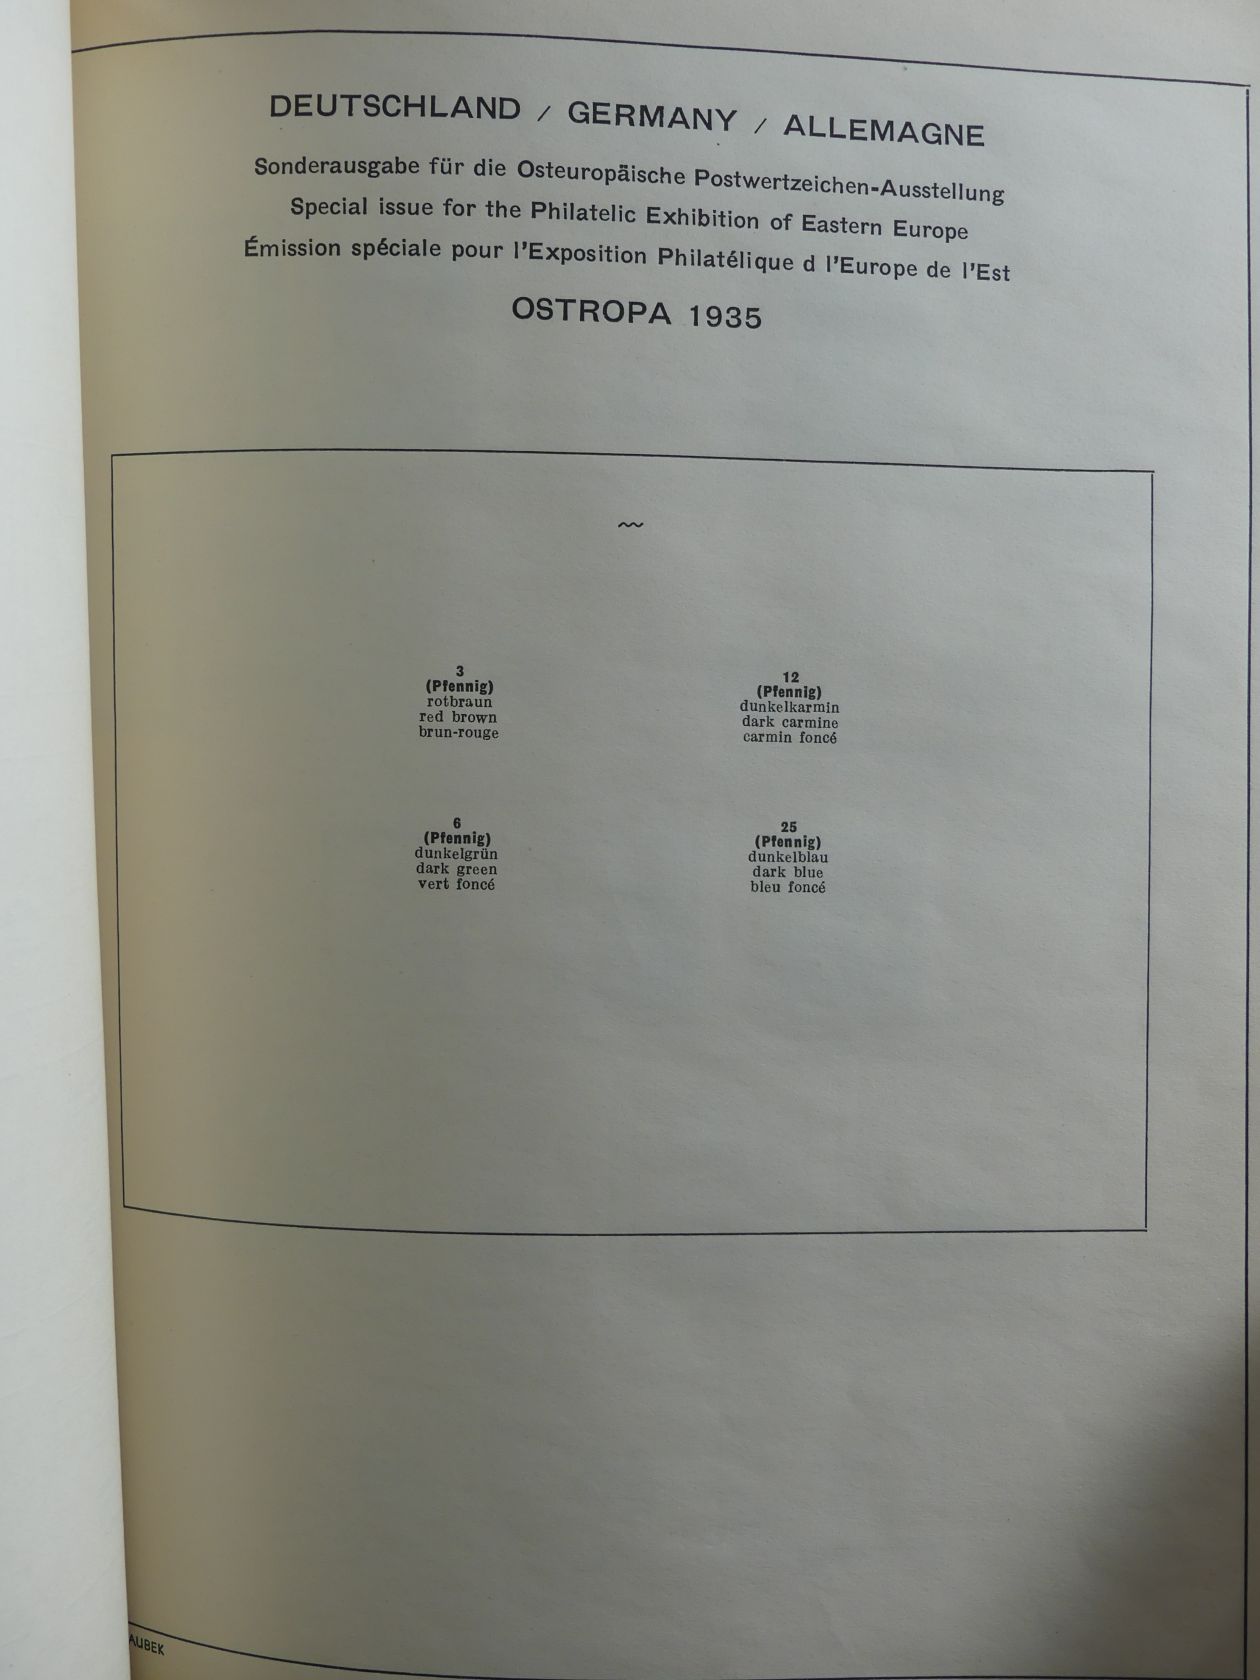 DEUTSCHLAND / GERMANY / ALLEMAGNE
Sonderausgabe für die Osteuropäische Postwertzeichen-Ausstellung
Special issue for the Philatelic Exhibition of Eastern Europe
Émission spéciale pour l'Exposition Philatélique d l'Europe de l'Est
OSTROPA 1935
3
(Pfennig)
rotbraun
red brown
brun-rouge
12
(Pfennig)
dunkelkarmin
dark carmine
carmin foncé
6
(Pfennig)
dunkelgrün
dark green
vert foncé
25
(Pfennig)
dunkelblau
dark blue
bleu foncé
AUBEK